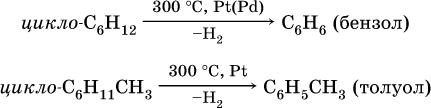 300 °C, Pt(Pd)
цикло-C₆H₁₂ → C₆H₆ (бензол)
−H₂
300 °C, Pt
цикло-C₆H₁₁CH₃ → C₆H₅CH₃ (толуол)
−H₂